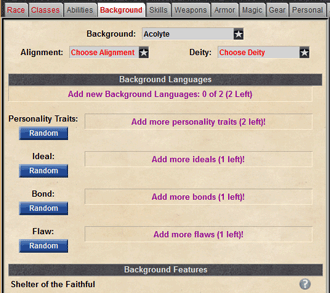 Race Classes Abilities Background Skills Weapons Armor Magic Gear Personal
Background: Acolyte
Alignment: Choose Alignment Deity: Choose Deity
Background Languages
Add new Background Languages: 0 of 2 (2 Left)
Personality Traits: Add more personality traits (2 left)!
Random
Ideal: Add more ideals (1 left)!
Random
Bond: Add more bonds (1 left)!
Random
Flaw: Add more flaws (1 left)!
Random
Background Features
Shelter of the Faithful ?